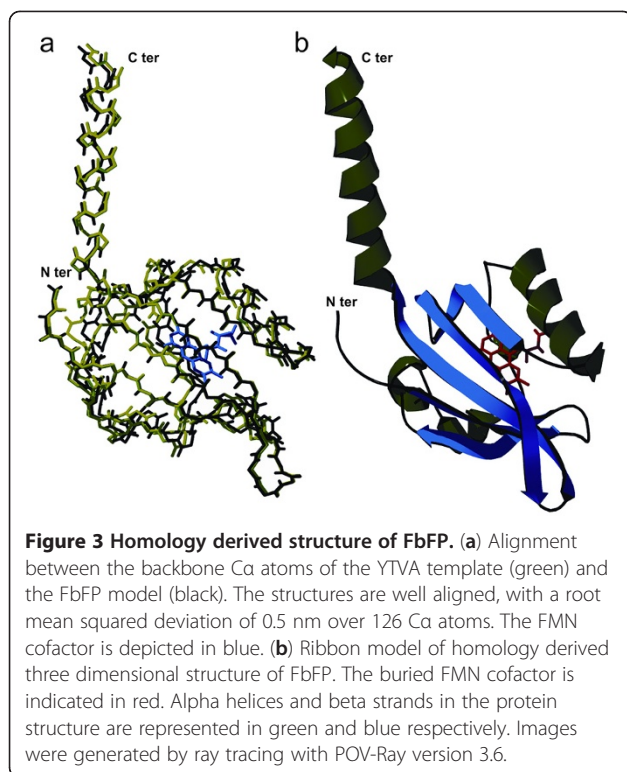 a
b
C ter
C ter
N ter
N ter
Figure 3 Homology derived structure of FbFP. (a) Alignment
between the backbone Cα atoms of the YTVA template (green) and
the FbFP model (black). The structures are well aligned, with a root
mean squared deviation of 0.5 nm over 126 Cα atoms. The FMN
cofactor is depicted in blue. (b) Ribbon model of homology derived
three dimensional structure of FbFP. The buried FMN cofactor is
indicated in red. Alpha helices and beta strands in the protein
structure are represented in green and blue respectively. Images
were generated by ray tracing with POV-Ray version 3.6.